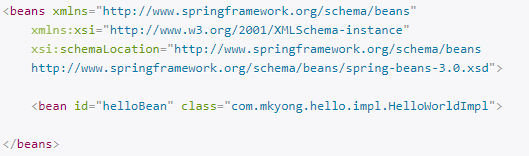 <beans xmlns="http://www.springframework.org/schema/beans"
xmlns:xsi="http://www.w3.org/2001/XMLSchema-instance"
xsi:schemaLocation="http://www.springframework.org/schema/beans
http://www.springframework.org/schema/beans/spring-beans-3.0.xsd">
<bean id="helloBean" class="com.mkyong.hello.impl.HelloWorldImpl">
</beans>